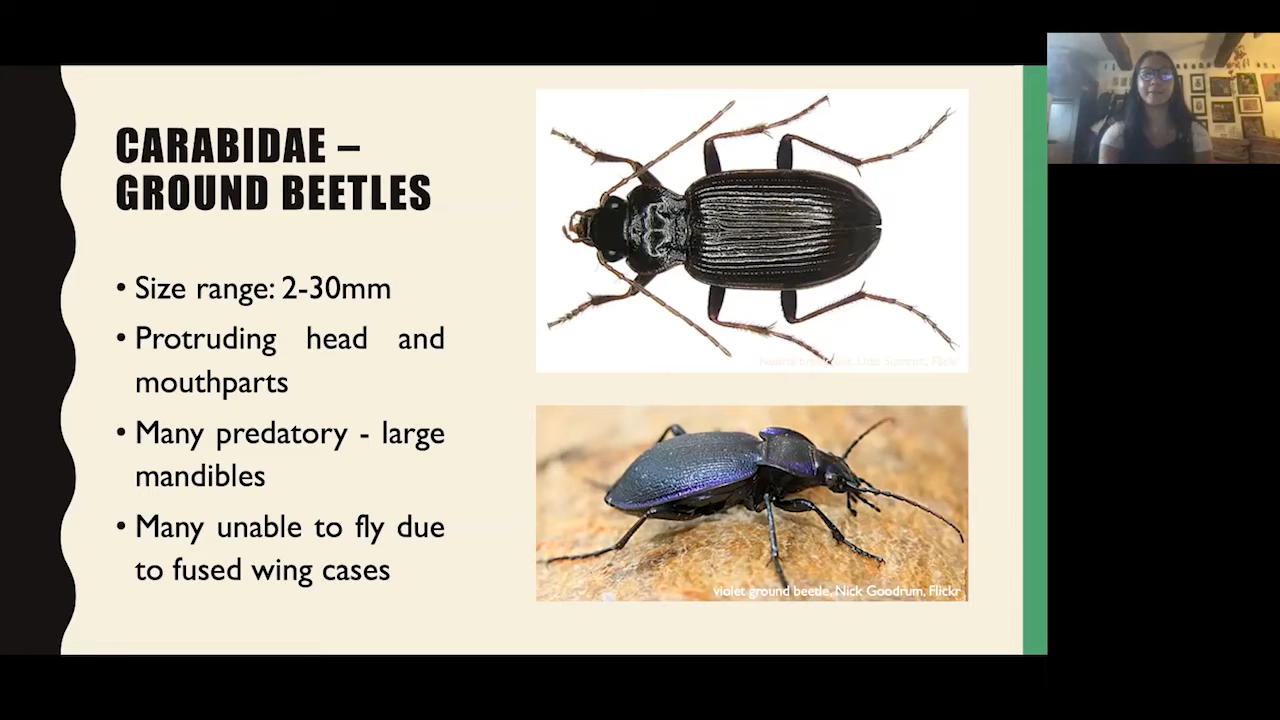 CARABIDAE –
GROUND BEETLES
• Size range: 2-30mm
• Protruding head and
mouthparts
• Many predatory - large
mandibles
• Many unable to fly due
to fused wing cases
Flickr
violet ground beetle, Nick Goodrum, Flickr